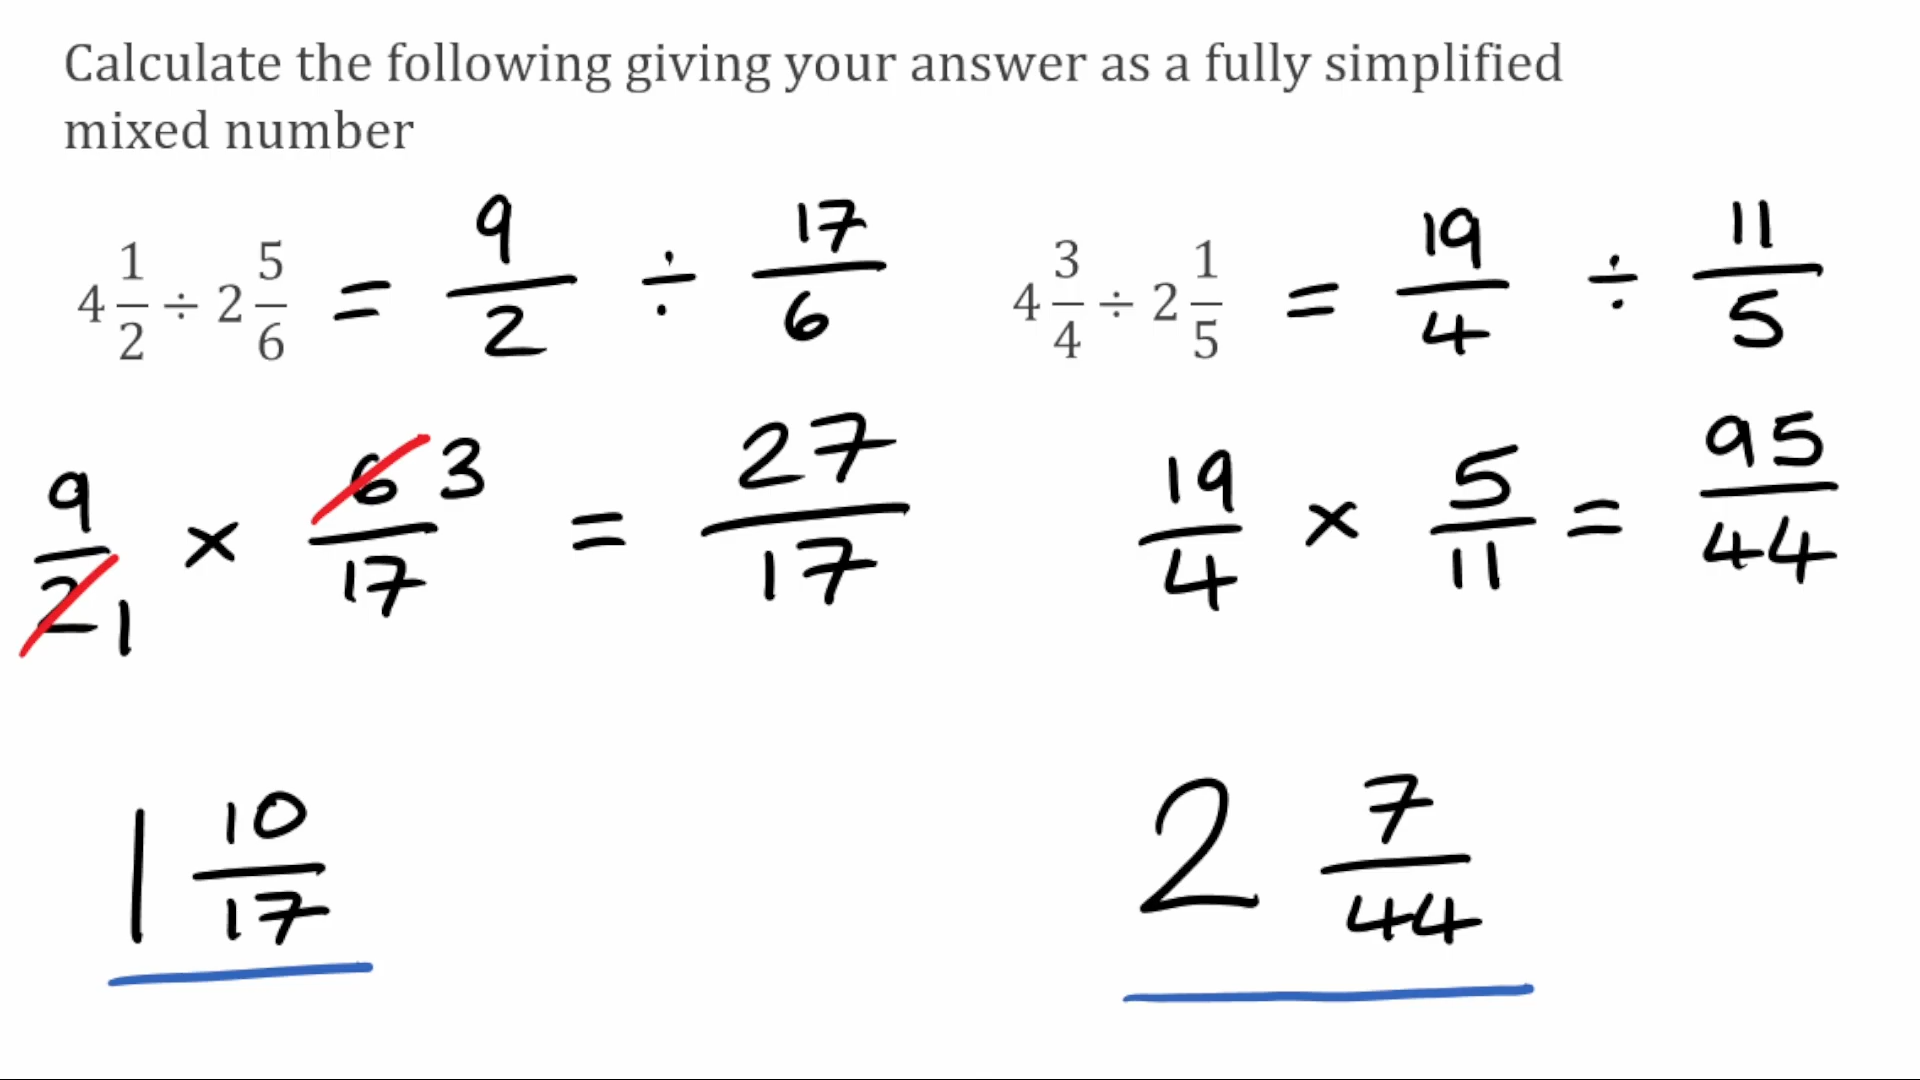 Calculate the following giving your answer as a fully simplified
mixed number
4 1/2 ÷ 2 5/6 = 9/2 ÷ 17/6
9/2 1 × 6/17 3 = 27/17
1 10/17
4 3/4 ÷ 2 1/5 = 19/4 ÷ 11/5
19/4 × 5/11 = 95/44
2 7/44